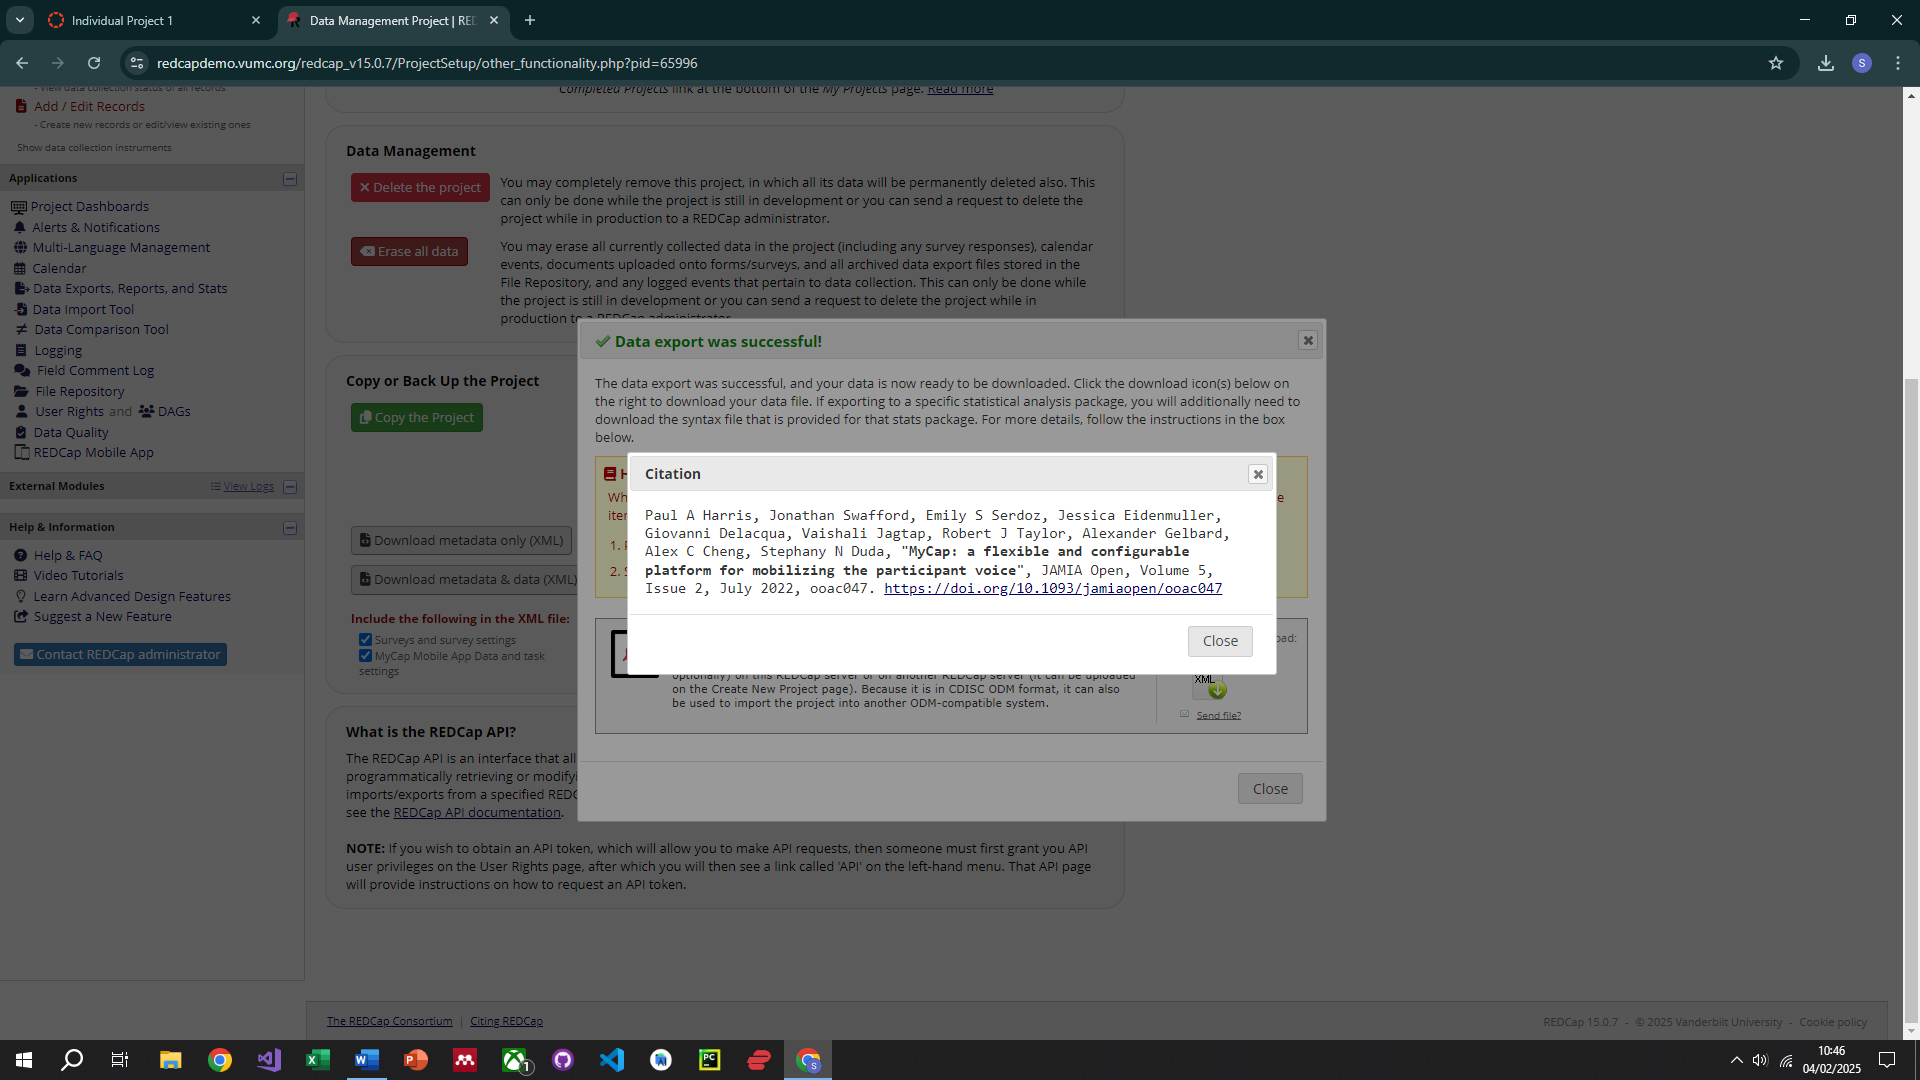 Individual Project 1
Data Management Project | REI
redcapdemo.vumc.org/redcap_v15.0.7/ProjectSetup/other_functionality.php?pid=65996
S
- View data collection status of all records
Add / Edit Records
- Create new records or edit/view existing ones
Show data collection instruments
Applications
Project Dashboards
Alerts & Notifications
Multi-Language Management
Calendar
Data Exports, Reports, and Stats
Data Import Tool
Data Comparison Tool
Logging
Field Comment Log
File Repository
User Rights and DAGs
Data Quality
REDCap Mobile App
External Modules
View Logs
Help & Information
Help & FAQ
Video Tutorials
Learn Advanced Design Features
Suggest a New Feature
Contact REDCap administrator
Completed Projects link at the bottom of the My Projects page. Read more
Data Management
Delete the project
You may completely remove this project, in which all its data will be permanently deleted also. This
can only be done while the project is still in development or you can send a request to delete the
project while in production to a REDCap administrator.
Erase all data
You may erase all currently collected data in the project (including any survey responses), calendar
events, documents uploaded onto forms/surveys, and all archived data export files stored in the
File Repository, and any logged events that pertain to data collection. This can only be done while
the project is still in development or you can send a request to delete the project while in
production to a REDCap administrator.
Copy or Back Up the Project
Copy the Project
Download metadata only (XML)
Download metadata & data (XML)
Include the following in the XML file:
Surveys and survey settings
MyCap Mobile App Data and task
settings
What is the REDCap API?
The REDCap API is an interface that all
programmatically retrieving or modifyi
imports/exports from a specified REDC
see the REDCap API documentation.
NOTE: If you wish to obtain an API token, which will allow you to make API requests, then someone must first grant you API
user privileges on the User Rights page, after which you will then see a link called 'API' on the left-hand menu. That API page
will provide instructions on how to request an API token.
Data export was successful!
The data export was successful, and your data is now ready to be downloaded. Click the download icon(s) below on
the right to download your data file. If exporting to a specific statistical analysis package, you will additionally need to
download the syntax file that is provided for that stats package. For more details, follow the instructions in the box
below.
H
Wh
e
iter
1.
2. S
Citation
Paul A Harris, Jonathan Swafford, Emily S Serdoz, Jessica Eidenmuller,
Giovanni Delacqua, Vaishali Jagtap, Robert J Taylor, Alexander Gelbard,
Alex C Cheng, Stephany N Duda, "MyCap: a flexible and configurable
platform for mobilizing the participant voice", JAMIA Open, Volume 5,
Issue 2, July 2022, ooac047. https://doi.org/10.1093/jamiaopen/ooac047
Close
oad:
optionally) on this REDCap server or on another REDCap server (it can be uploaded
on the Create New Project page). Because it is in CDISC ODM format, it can also
be used to import the project into another ODM-compatible system.
XML
Send file?
Close
The REDCap Consortium | Citing REDCap
REDCap 15.0.7 - © 2025 Vanderbilt University - Cookie policy
1
10:46
04/02/2025